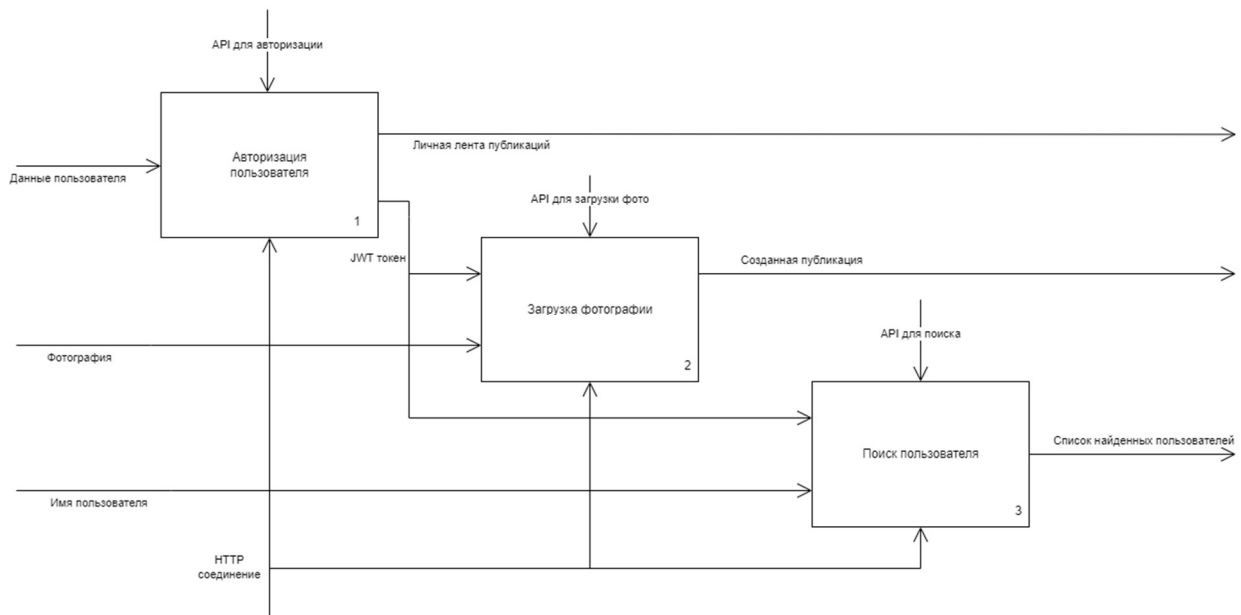 API для авторизации
Авторизация
пользователя
1
Личная лента публикаций
Данные пользователя
API для загрузки фото
JWT токен
Загрузка фотографии
2
Созданная публикация
Фотография
API для поиска
Поиск пользователя
3
Список найденных пользователей
Имя пользователя
HTTP
соединение